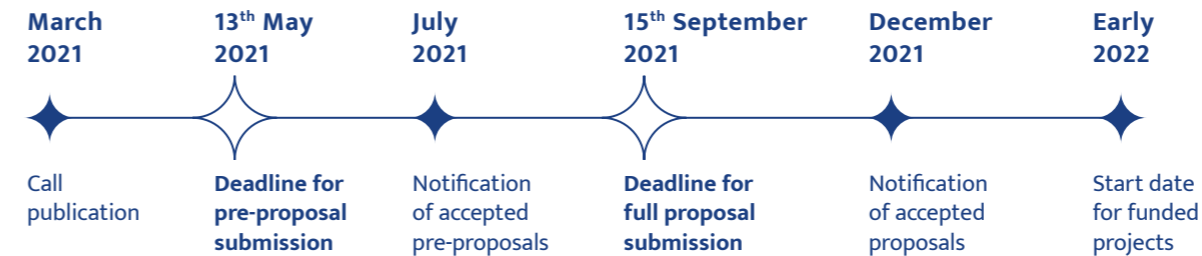 March
2021
Call
publication
13th May
2021
Deadline for
pre-proposal
submission
July
2021
Notification
of accepted
pre-proposals
15th September
2021
Deadline for
full proposal
submission
December
2021
Notification
of accepted
proposals
Early
2022
Start date
for funded
projects